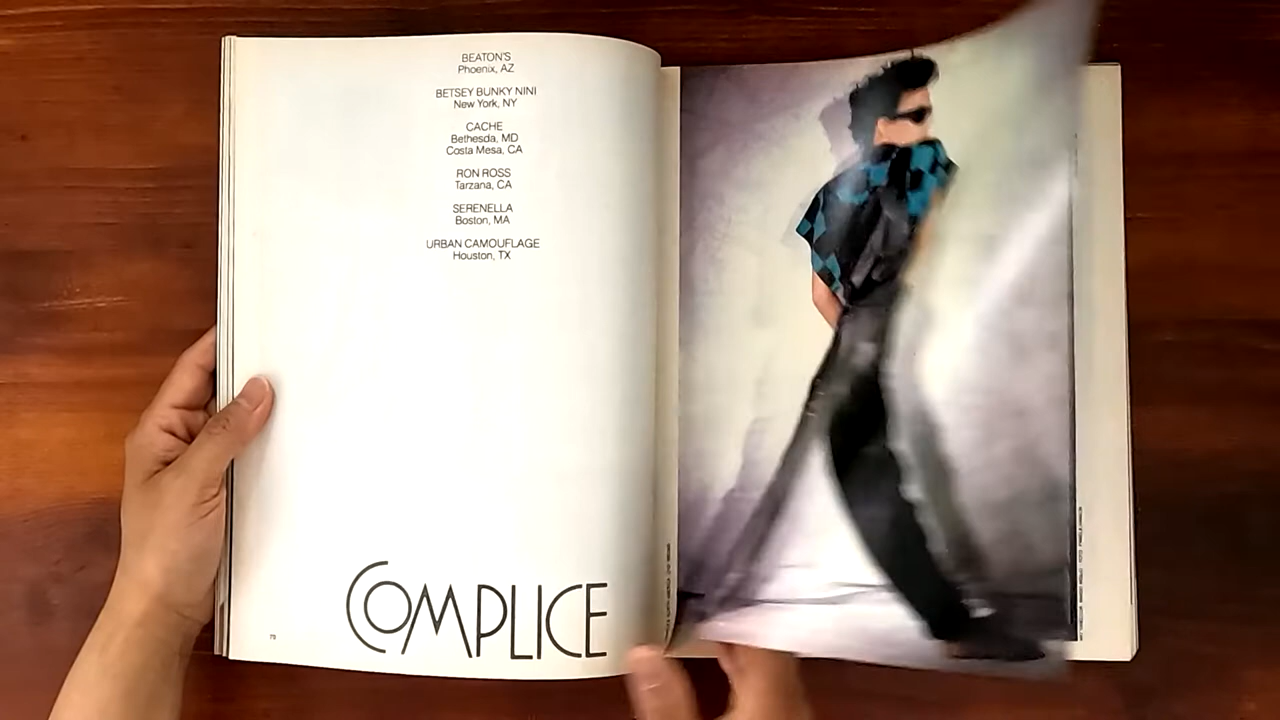 BEATON'S
Phoenix, AZ
BETSEY BUNKY NINI
New York, NY
CACHE
Bethesda, MD
Costa Mesa, CA
RON ROSS
Tarzana, CA
SERENELLA
Boston, MA
URBAN CAMOUFLAGE
Houston, TX
COMPLICE